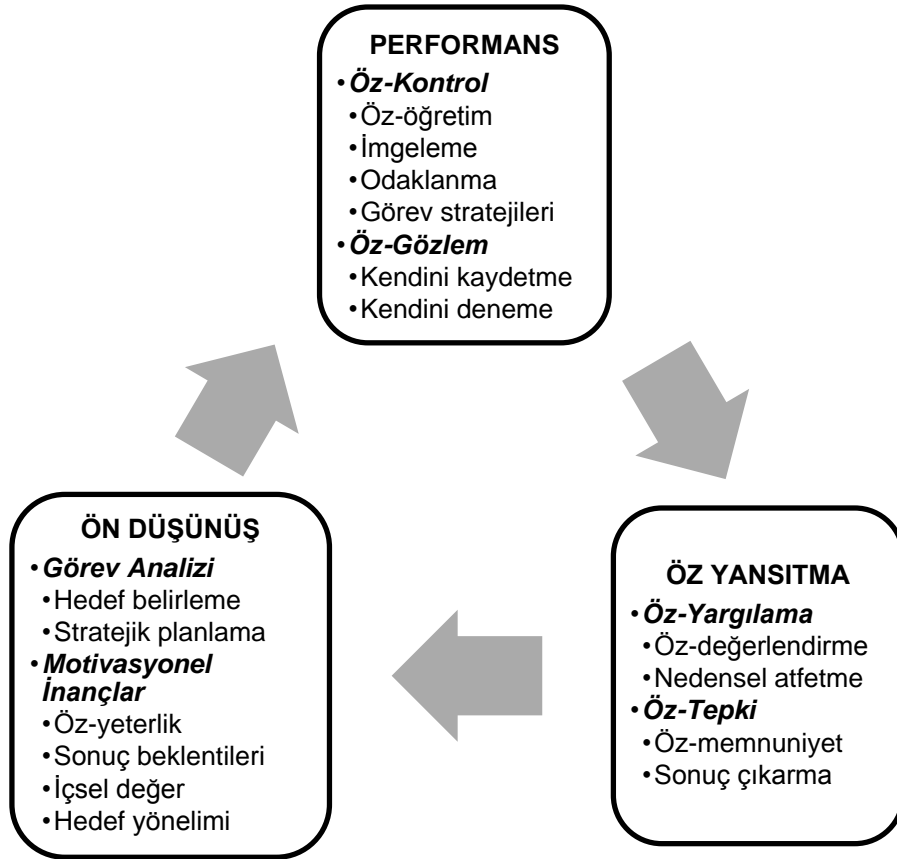 PERFORMANS
•Öz-Kontrol
•Öz-öğretim
•İmgeleme
•Odaklanma
•Görev stratejileri
•Öz-Gözlem
•Kendini kaydetme
•Kendini deneme
ÖN DÜŞÜNÜŞ
•Görev Analizi
•Hedef belirleme
•Stratejik planlama
•Motivasyonel
İnançlar
•Öz-yeterlik
•Sonuç beklentileri
•İçsel değer
•Hedef yönelimi
ÖZ YANSITMA
•Öz-Yargılama
•Öz-değerlendirme
•Nedensel atfetme
•Öz-Tepki
•Öz-memnuniyet
•Sonuç çıkarma